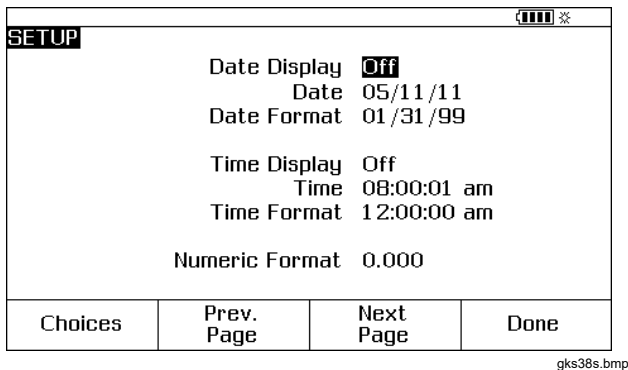 SETUP
Date Display Off
Date 05/11/11
Date Format 01/31/99
Time Display Off
Time 08:00:01 am
Time Format 12:00:00 am
Numeric Format 0.000
Choices
Prev.
Page
Next
Page
Done
gks38s.bmp